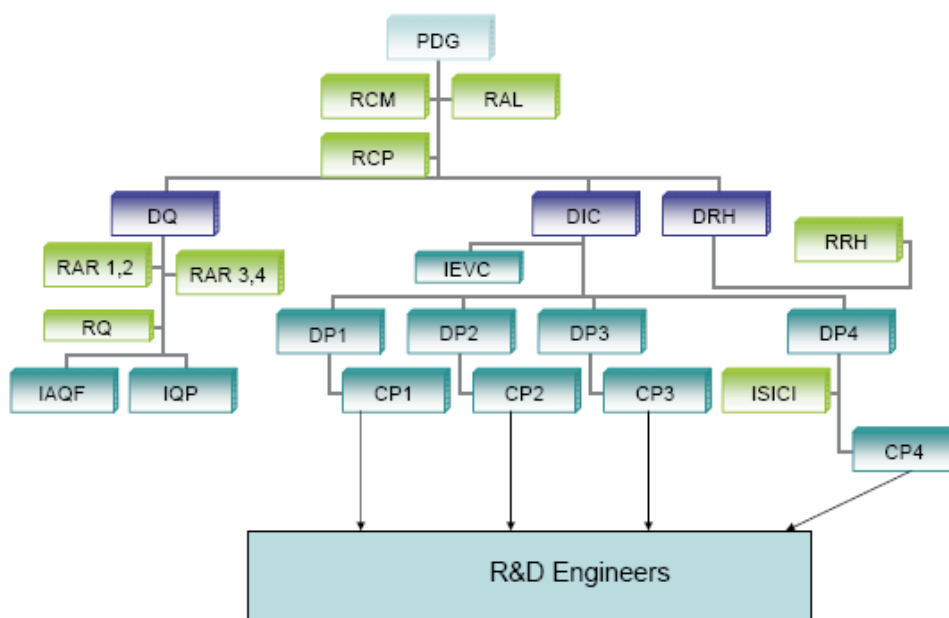 PDG
RCM
RAL
RCP
DQ
DIC
DRH
RRH
RAR 1,2
RAR 3,4
IEVC
RQ
DP1
DP2
DP3
DP4
IAQF
IQP
CP1
CP2
CP3
ISICI
CP4
R&D Engineers